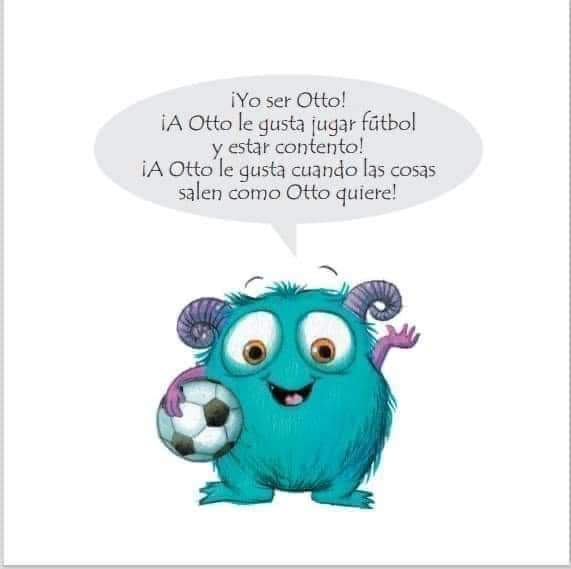 ¡Yo ser Otto!
¡A Otto le gusta jugar fútbol
y estar contento!
¡A Otto le gusta cuando las cosas
salen como Otto quiere!